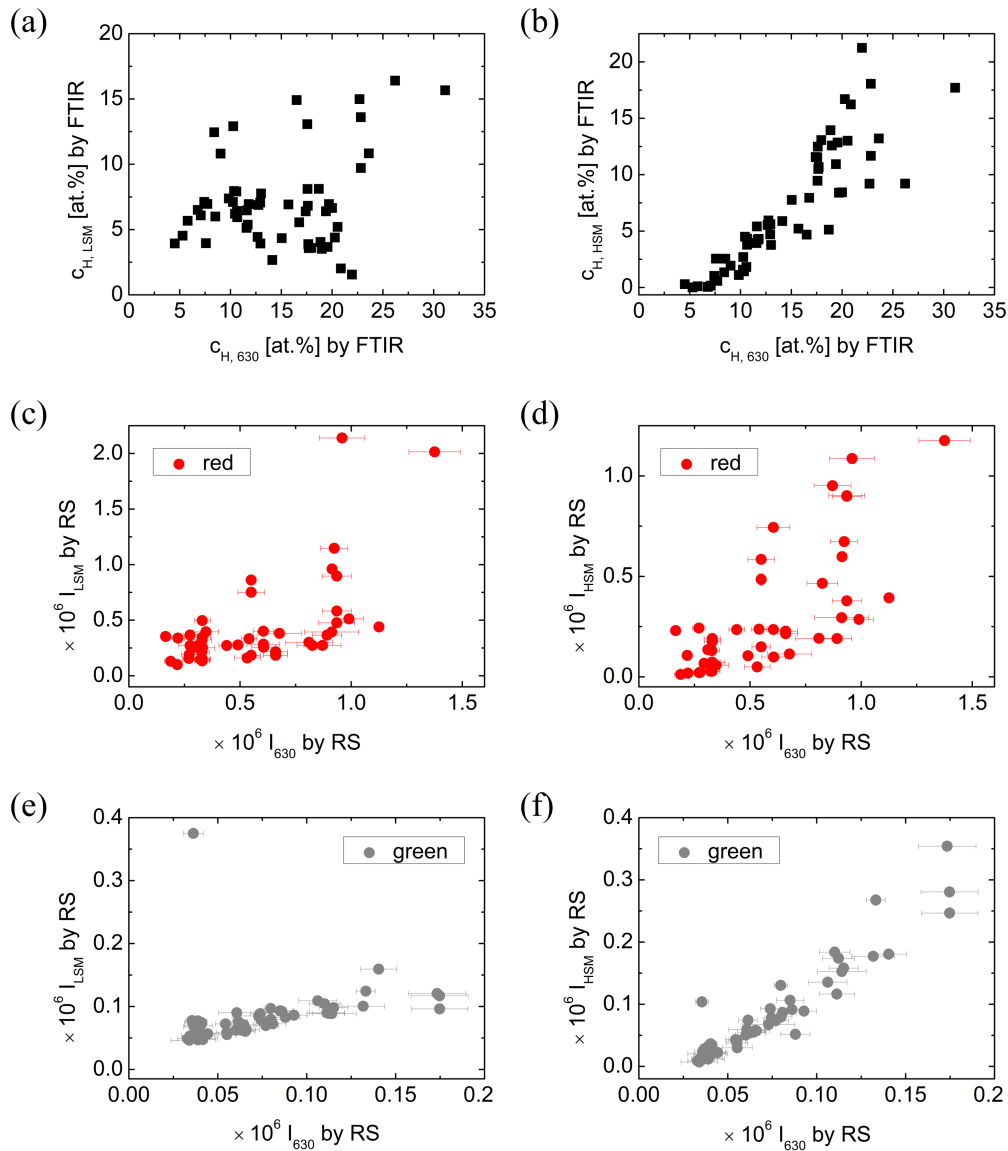 (a)
(b)
20
15
10
5
0
c_H, LSM [at.%] by FTIR
0 5 10 15 20 25 30 35
c_H, 630 [at.%] by FTIR
20
15
10
5
0
c_H, HSM [at.%] by FTIR
0 5 10 15 20 25 30 35
c_H, 630 [at.%] by FTIR
(c)
(d)
red
2.0
1.5
1.0
0.5
0.0
× 10^6 I_LSM by RS
0.0 0.5 1.0 1.5
× 10^6 I_630 by RS
red
1.0
0.5
0.0
× 10^6 I_HSM by RS
0.0 0.5 1.0 1.5
× 10^6 I_630 by RS
(e)
(f)
green
0.4
0.3
0.2
0.1
0.0
× 10^6 I_LSM by RS
0.00 0.05 0.10 0.15 0.2
× 10^6 I_630 by RS
green
0.4
0.3
0.2
0.1
0.0
× 10^6 I_HSM by RS
0.00 0.05 0.10 0.15 0.2
× 10^6 I_630 by RS